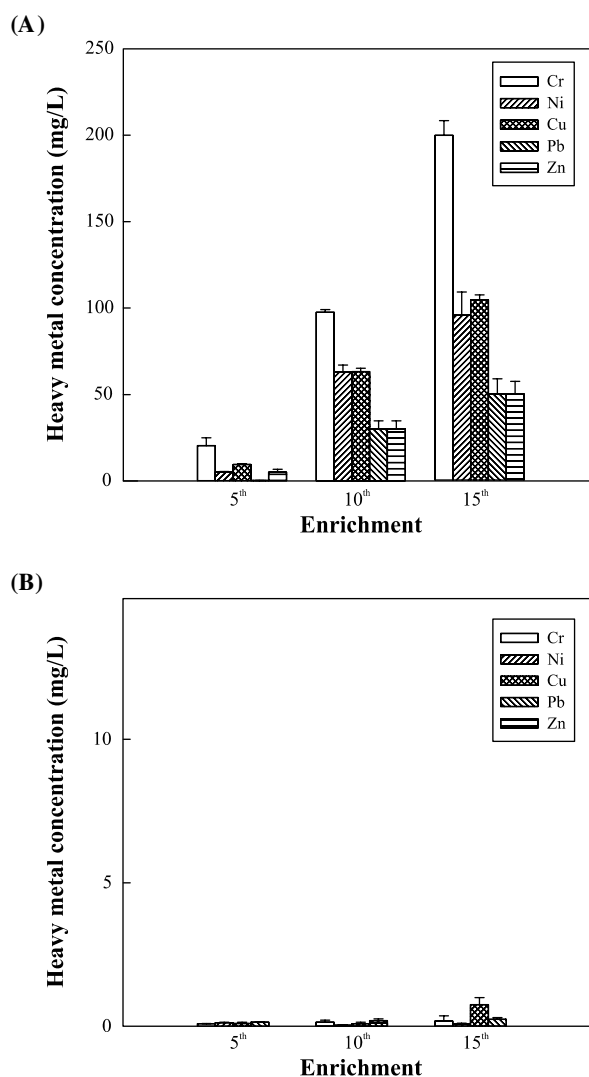 (A)
250
200
150
100
50
0
Heavy metal concentration (mg/L)
Cr
Ni
Cu
Pb
Zn
5th
10th
15th
Enrichment
(B)
10
5
0
Heavy metal concentration (mg/L)
Cr
Ni
Cu
Pb
Zn
5th
10th
15th
Enrichment